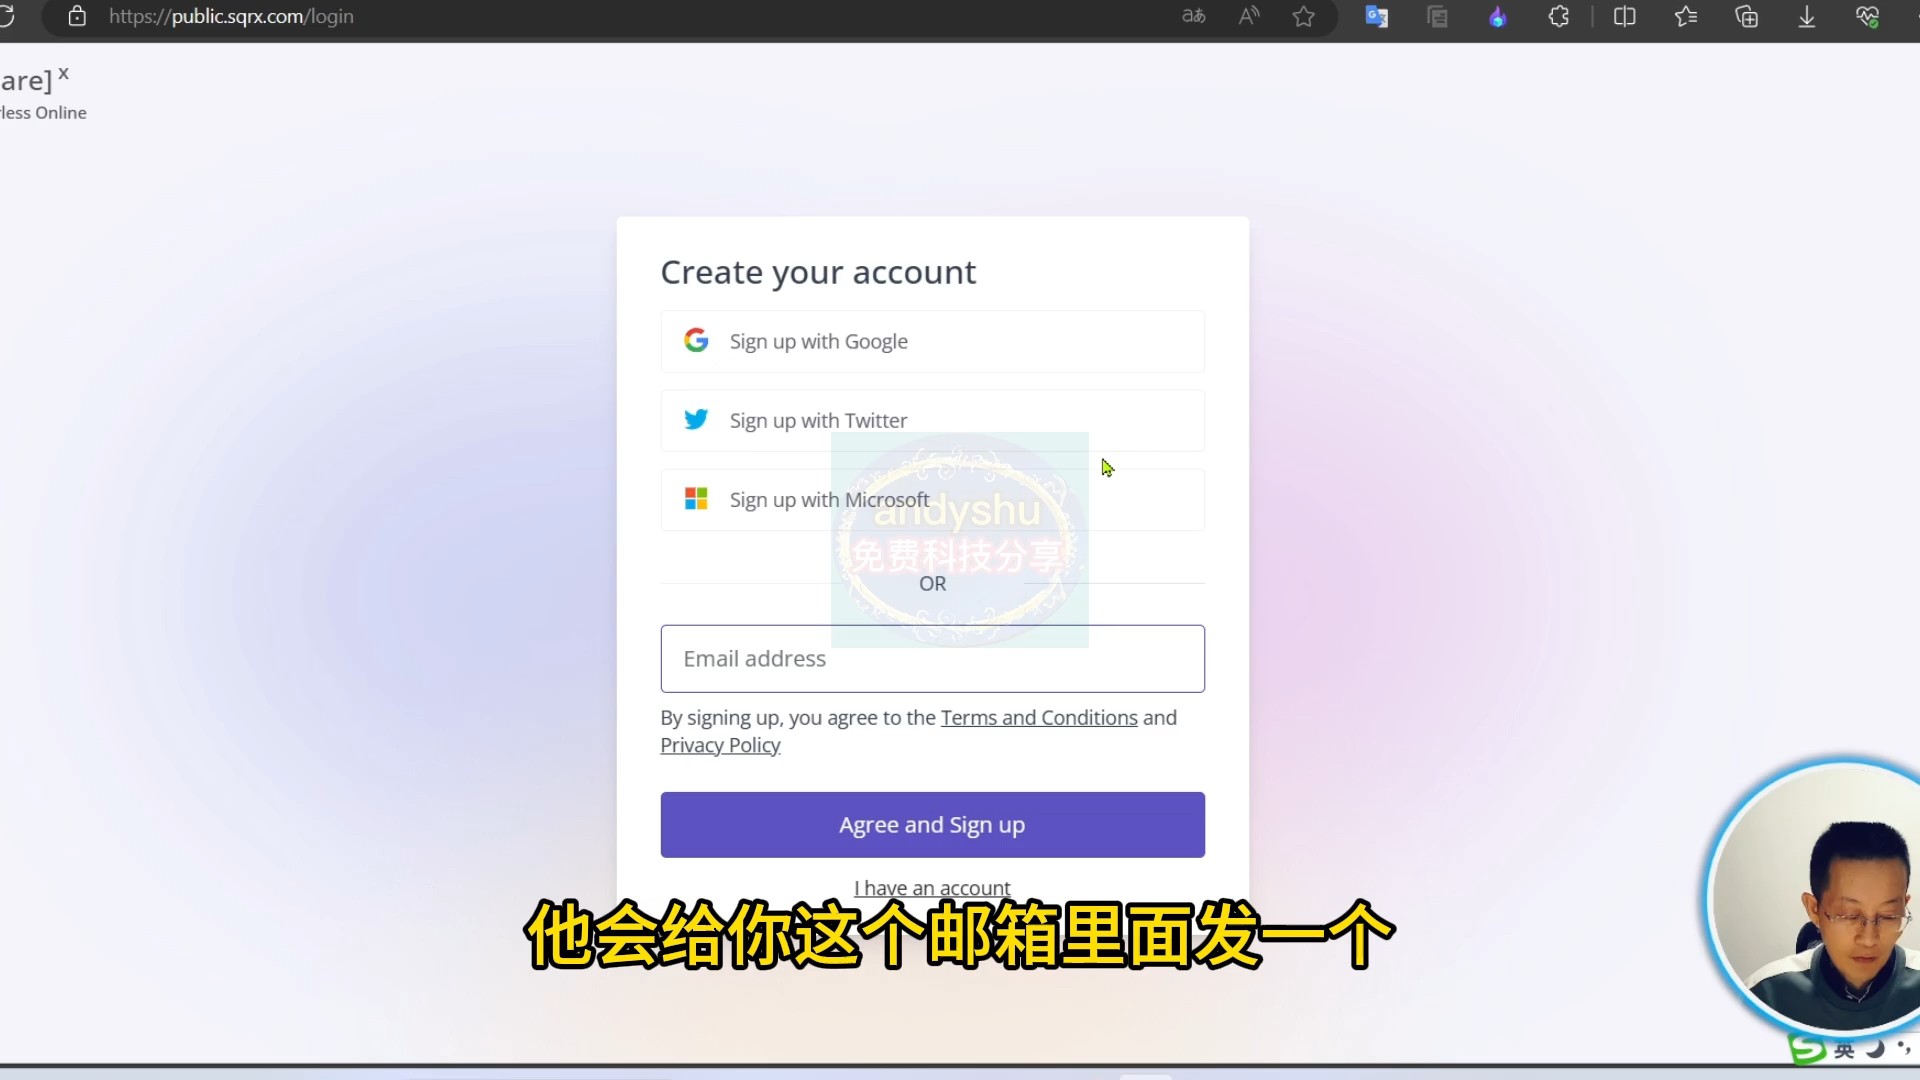 https://public.sqrx.com/login
are] x
less Online
Create your account
Sign up with Google
Sign up with Twitter
Sign up with Microsoft
andyshu
免费科技分享
OR
Email address
By signing up, you agree to the Terms and Conditions and
Privacy Policy
Agree and Sign up
I have an account
他会给你这个邮箱里面发一个
英